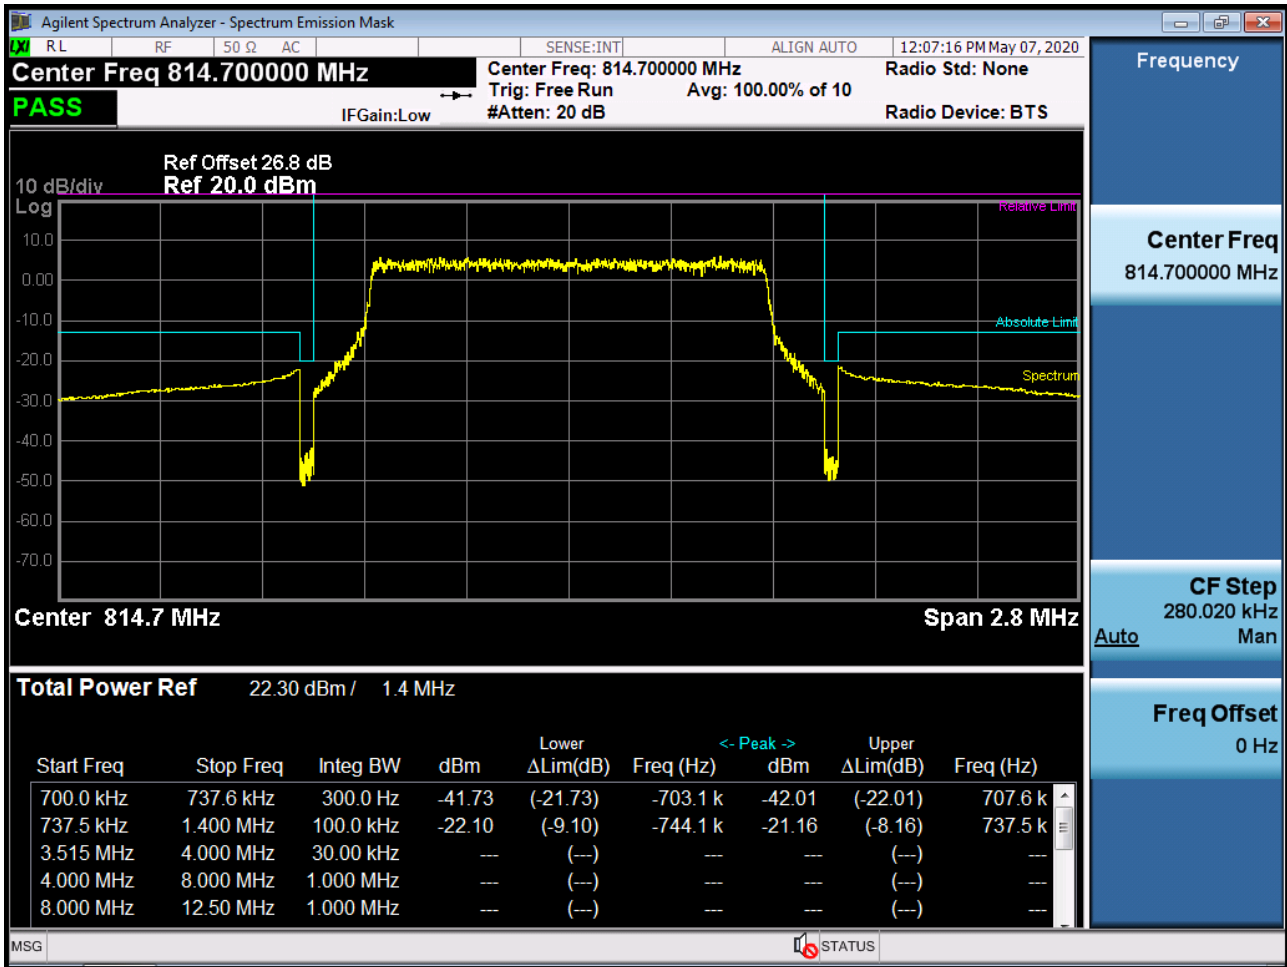 Agilent Spectrum Analyzer - Spectrum Emission Mask
LXI RL RF 50 Ω AC SENSE:INT ALIGN AUTO 12:07:16 PM May 07, 2020
Center Freq 814.700000 MHz
Center Freq: 814.700000 MHz
Radio Std: None
Trig: Free Run Avg: 100.00% of 10
PASS
IFGain:Low
#Atten: 20 dB
Radio Device: BTS
Ref Offset 26.8 dB
10 dB/div Ref 20.0 dBm
Log
Relative Limit
10.0
0.00
-10.0
Absolute Limit
-20.0
Spectrum
-30.0
-40.0
-50.0
-60.0
-70.0
Center 814.7 MHz Span 2.8 MHz
Total Power Ref 22.30 dBm / 1.4 MHz
Lower <- Peak -> Upper
Start Freq Stop Freq Integ BW dBm ΔLim(dB) Freq (Hz) dBm ΔLim(dB) Freq (Hz)
700.0 kHz 737.6 kHz 300.0 Hz -41.73 (-21.73) -703.1 k -42.01 (-22.01) 707.6 k
737.5 kHz 1.400 MHz 100.0 kHz -22.10 (-9.10) -744.1 k -21.16 (-8.16) 737.5 k
3.515 MHz 4.000 MHz 30.00 kHz --- (---) --- --- (---) ---
4.000 MHz 8.000 MHz 1.000 MHz --- (---) --- --- (---) ---
8.000 MHz 12.50 MHz 1.000 MHz --- (---) --- --- (---) ---
MSG STATUS
Frequency
Center Freq
814.700000 MHz
CF Step
280.020 kHz
Auto Man
Freq Offset
0 Hz